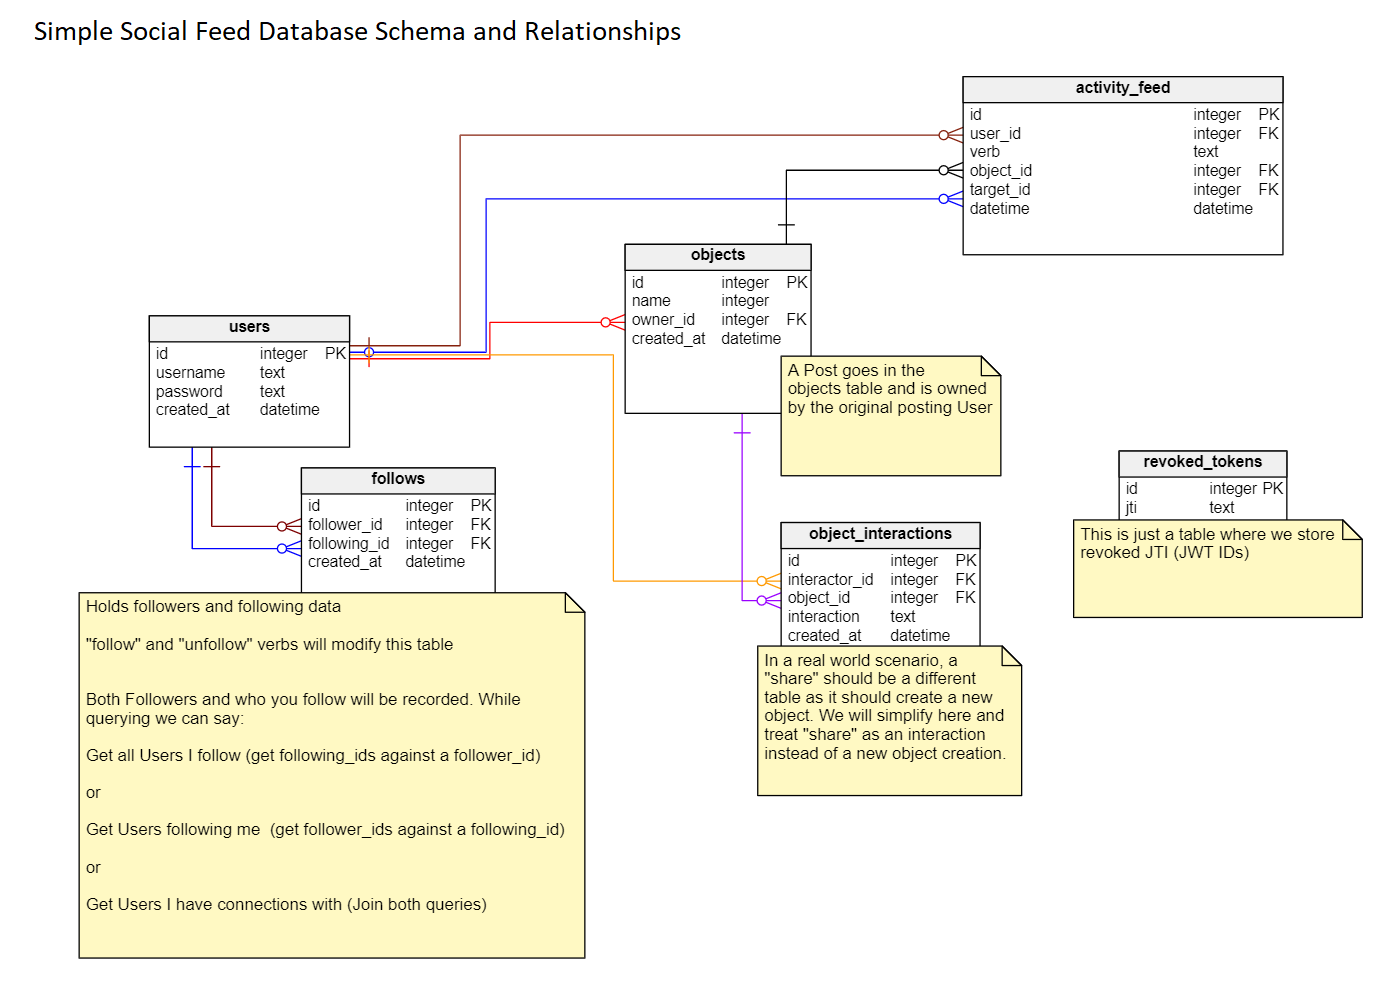 Simple Social Feed Database Schema and Relationships
activity_feed
id integer PK
user_id integer FK
verb text
object_id integer FK
target_id integer FK
datetime datetime
objects
id integer PK
name integer
owner_id integer FK
created_at datetime
A Post goes in the
objects table and is owned
by the original posting User
users
id integer PK
username text
password text
created_at datetime
follows
id integer PK
follower_id integer FK
following_id integer FK
created_at datetime
Holds followers and following data
"follow" and "unfollow" verbs will modify this table
Both Followers and who you follow will be recorded. While
querying we can say:
Get all Users I follow (get following_ids against a follower_id)
or
Get Users following me (get follower_ids against a following_id)
or
Get Users I have connections with (Join both queries)
object_interactions
id integer PK
interactor_id integer FK
object_id integer FK
interaction text
created_at datetime
In a real world scenario, a
"share" should be a different
table as it should create a new
object. We will simplify here and
treat "share" as an interaction
instead of a new object creation.
revoked_tokens
id integer PK
jti text
This is just a table where we store
revoked JTI (JWT IDs)